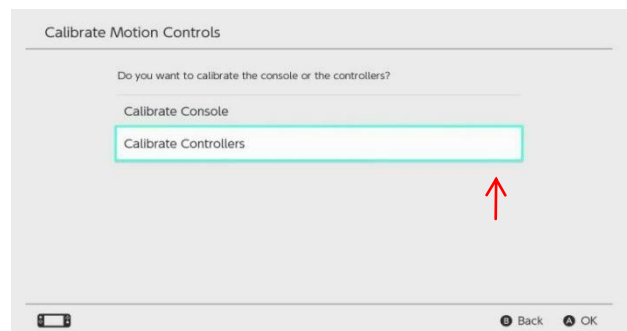 Calibrate Motion Controls
Do you want to calibrate the console or the controllers?
Calibrate Console
Calibrate Controllers
B Back A OK